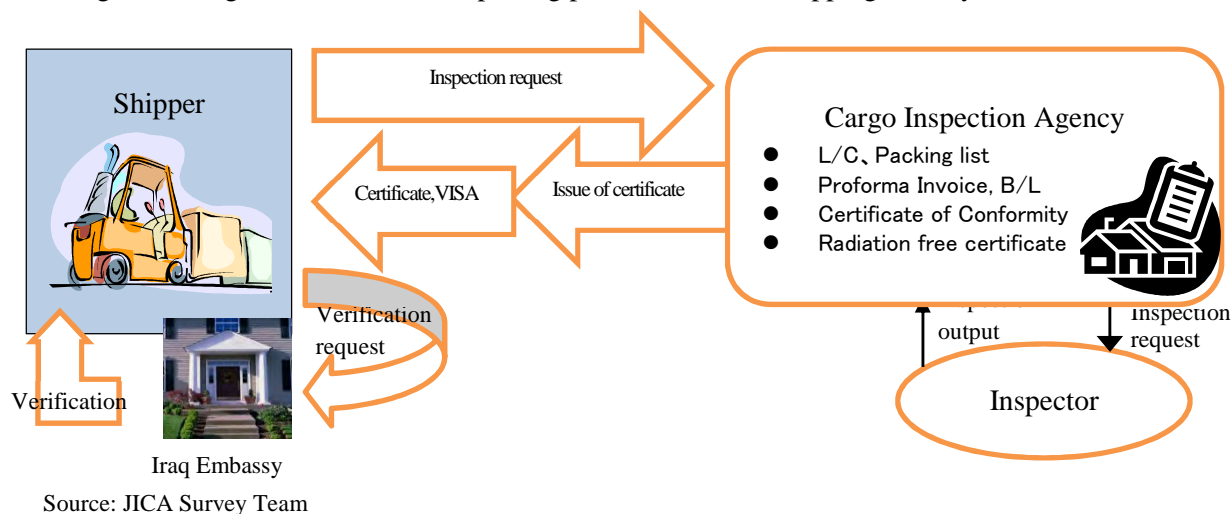 Shipper
Inspection request
Certificate,VISA
Issue of certificate
Cargo Inspection Agency
● L/C、Packing list
● Proforma Invoice, B/L
● Certificate of Conformity
● Radiation free certificate
Verification
request
output
Inspection
request
Verification
Inspector
Iraq Embassy
Source: JICA Survey Team